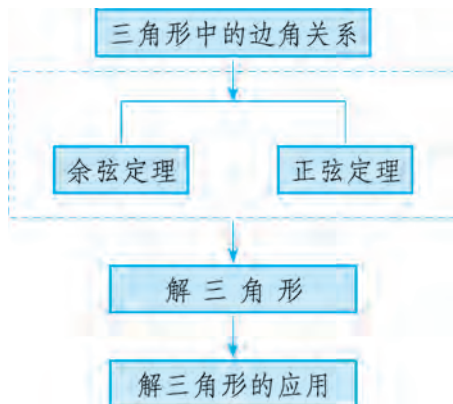 三角形中的边角关系
余弦定理 正弦定理
解三角形
解三角形的应用